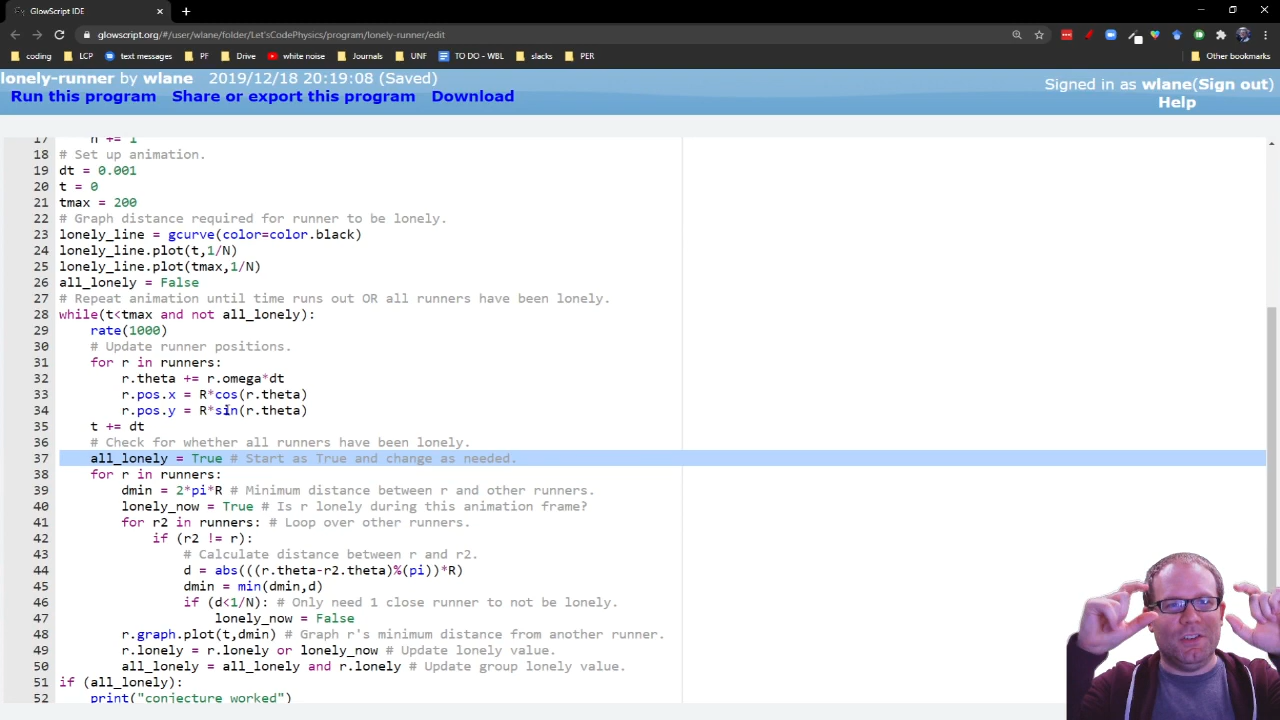 GlowScript IDE
glowscript.org/#/user/wlane/folder/Let'sCodePhysics/program/lonely-runner/edit
coding LCP text messages PF Drive white noise Journals UNF TO DO - WBL slacks PER Other bookmarks
lonely-runner by wlane 2019/12/18 20:19:08 (Saved) Signed in as wlane(Sign out)
Run this program Share or export this program Download Help
17 n += 1
18 # Set up animation.
19 dt = 0.001
20 t = 0
21 tmax = 200
22 # Graph distance required for runner to be lonely.
23 lonely_line = gcurve(color=color.black)
24 lonely_line.plot(t,1/N)
25 lonely_line.plot(tmax,1/N)
26 all_lonely = False
27 # Repeat animation until time runs out OR all runners have been lonely.
28 while(t<tmax and not all_lonely):
29 rate(1000)
30 # Update runner positions.
31 for r in runners:
32 r.theta += r.omega*dt
33 r.pos.x = R*cos(r.theta)
34 r.pos.y = R*sin(r.theta)
35 t += dt
36 # Check for whether all runners have been lonely.
37 all_lonely = True # Start as True and change as needed.
38 for r in runners:
39 dmin = 2*pi*R # Minimum distance between r and other runners.
40 lonely_now = True # Is r lonely during this animation frame?
41 for r2 in runners: # Loop over other runners.
42 if (r2 != r):
43 # Calculate distance between r and r2.
44 d = abs(((r.theta-r2.theta)%(pi))*R)
45 dmin = min(dmin,d)
46 if (d<1/N): # Only need 1 close runner to not be lonely.
47 lonely_now = False
48 r.graph.plot(t,dmin) # Graph r's minimum distance from another runner.
49 r.lonely = r.lonely or lonely_now # Update lonely value.
50 all_lonely = all_lonely and r.lonely # Update group lonely value.
51 if (all_lonely):
52 print("conjecture worked")